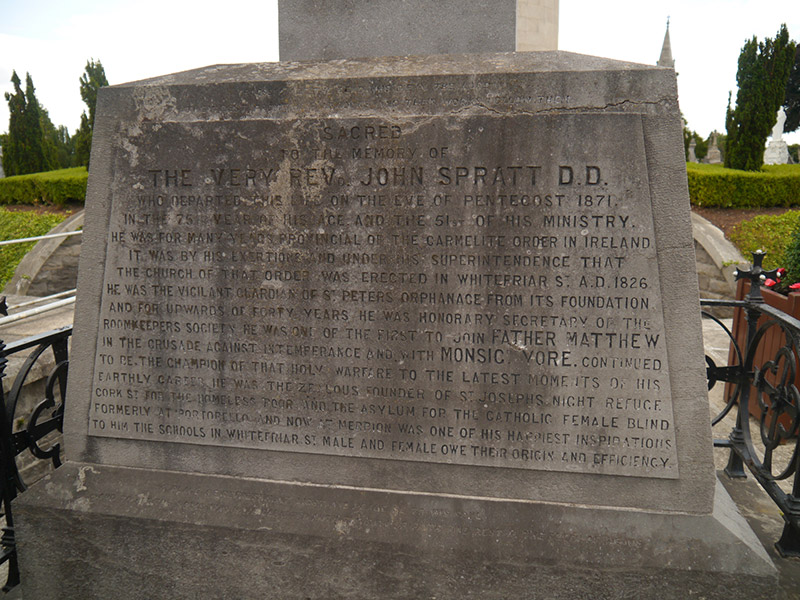 SACRED
TO THE MEMORY OF
THE VERY REVD. JOHN SPRATT D.D.
WHO DEPARTED THIS LIFE ON THE EVE OF PENTECOST 1871.
IN THE 75TH YEAR OF HIS AGE AND THE 51ST OF HIS MINISTRY.
HE WAS FOR MANY YEARS PROVINCIAL OF THE CARMELITE ORDER IN IRELAND
IT WAS BY HIS EXERTIONS AND UNDER HIS SUPERINTENDENCE THAT
THE CHURCH OF THAT ORDER WAS ERECTED IN WHITEFRIAR ST. A.D. 1826.
HE WAS THE VIGILANT GUARDIAN OF ST PETERS ORPHANAGE FROM ITS FOUNDATION
AND FOR UPWARDS OF FORTY YEARS HE WAS HONORARY SECRETARY OF THE
ROOMKEEPERS SOCIETY. HE WAS ONE OF THE FIRST TO JOIN FATHER MATTHEW
IN THE CRUSADE AGAINST INTEMPERANCE AND WITH MONSIGR YORE. CONTINUED
TO BE THE CHAMPION OF THAT HOLY WARFARE TO THE LATEST MOMENTS OF HIS
EARTHLY CAREER. HE WAS THE ZEALOUS FOUNDER OF ST JOSEPHS NIGHT REFUGE
CORK ST FOR THE HOMELESS POOR AND THE ASYLUM FOR THE CATHOLIC FEMALE BLIND
FORMERLY AT PORTOBELLO AND NOW AT MERRION WAS ONE OF HIS HAPPIEST INSPIRATIONS
TO HIM THE SCHOOLS IN WHITEFRIAR ST. MALE AND FEMALE OWE THEIR ORIGIN AND EFFICIENCY